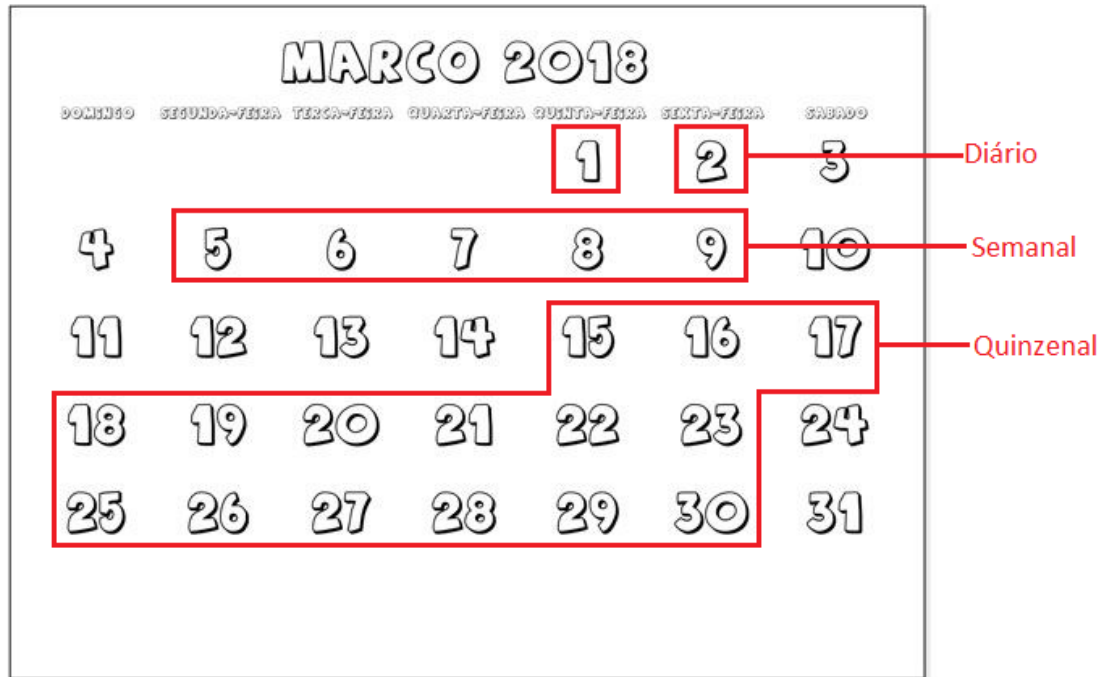 MARCO 2018
DOMINGO SEGUNDA-FEIRA TERCA-FEIRA QUARTA-FEIRA QUINTA-FEIRA SEXTA-FEIRA SABADO
1 2 3 Diário
4 5 6 7 8 9 10 Semanal
11 12 13 14 15 16 17 Quinzenal
18 19 20 21 22 23 24
25 26 27 28 29 30 31